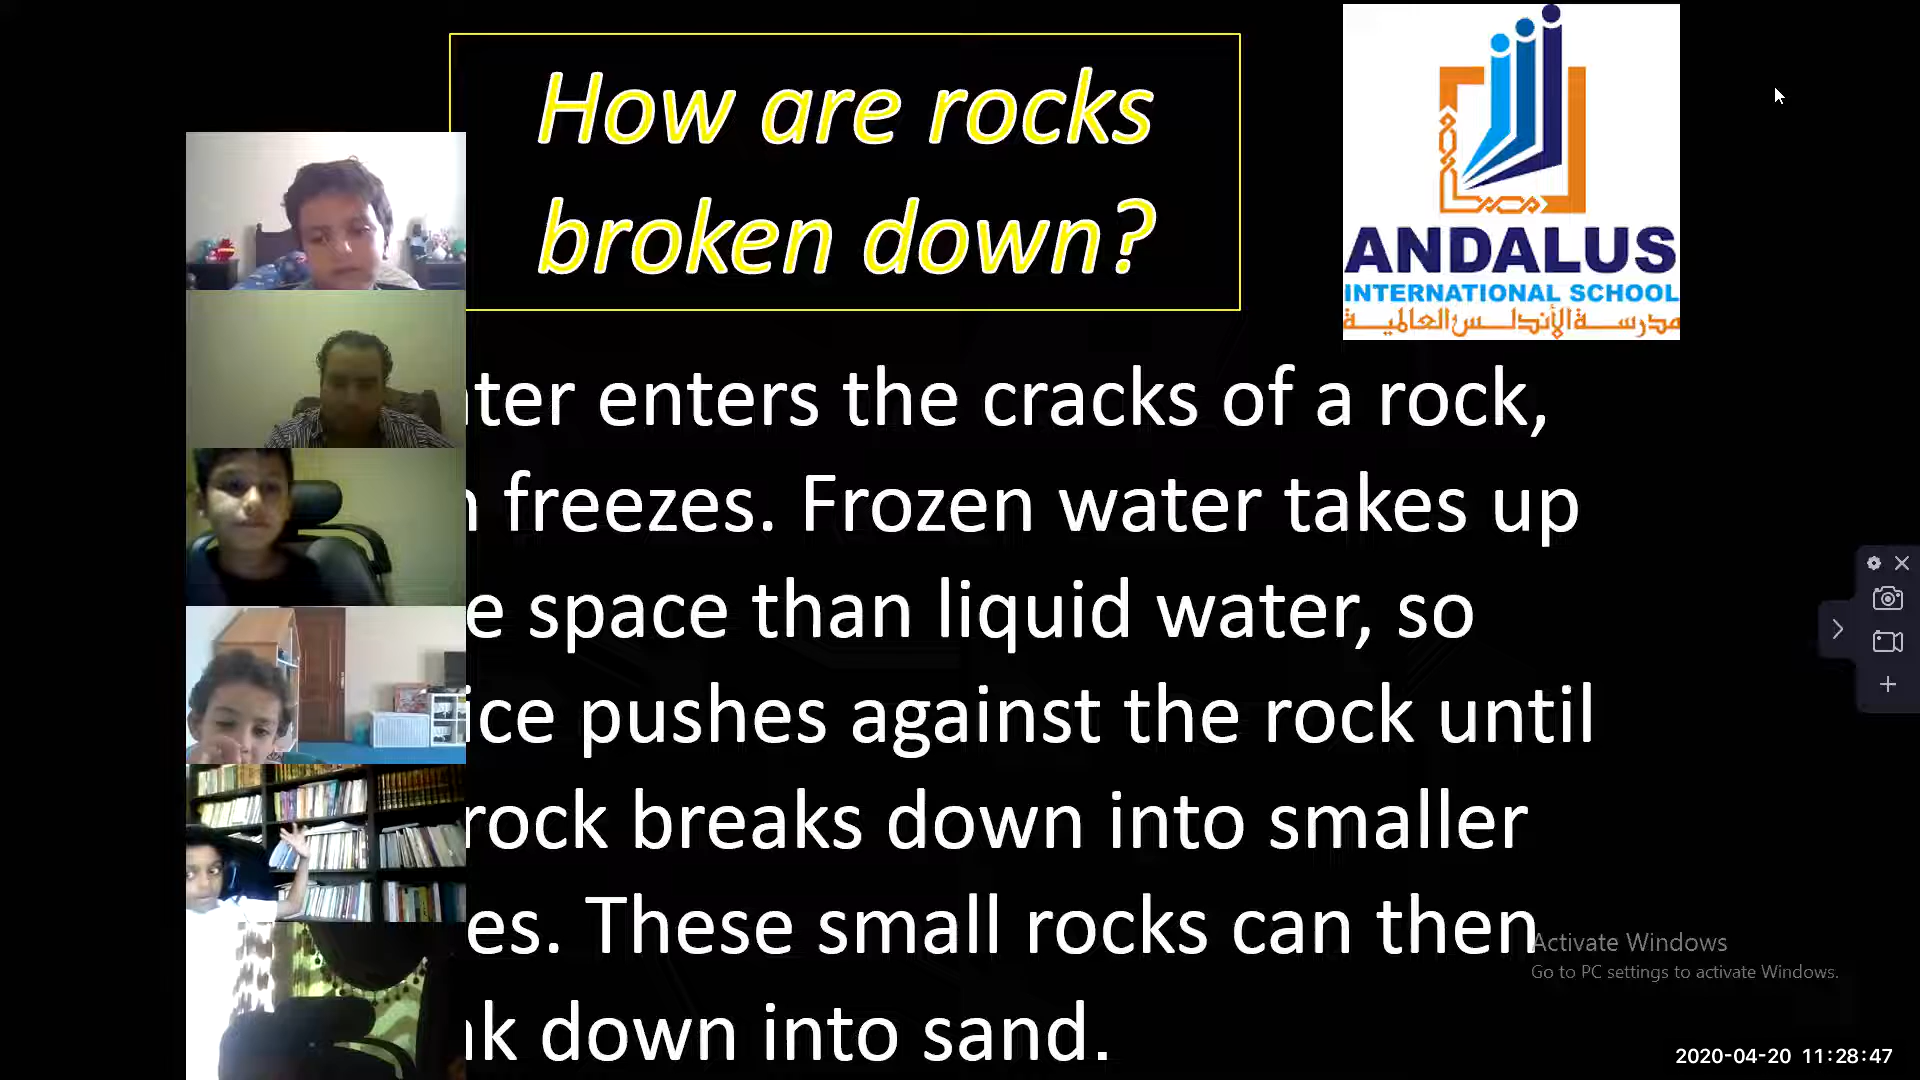 How are rocks
broken down?
ANDALUS
INTERNATIONAL SCHOOL
مدرسة الأندلس العالمية
ter enters the cracks of a rock,
freezes. Frozen water takes up
e space than liquid water, so
ice pushes against the rock until
rock breaks down into smaller
es. These small rocks can then
k down into sand.
Activate Windows
Go to PC settings to activate Windows.
2020-04-20 11:28:47